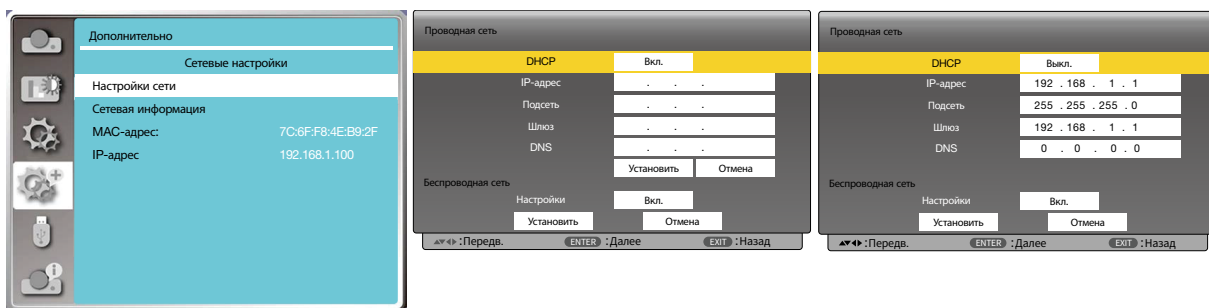 Дополнительно
Сетевые настройки
Настройки сети
Сетевая информация
MAC-адрес: 7C:6F:F8:4E:B9:2F
IP-адрес 192.168.1.100
Проводная сеть
DHCP Вкл.
IP-адрес . . .
Подсеть . . .
Шлюз . . .
DNS . . .
Установить Отмена
Беспроводная сеть
Настройки Вкл.
Установить Отмена
:Передв. ENTER :Далее EXIT :Назад
Проводная сеть
DHCP Выкл.
IP-адрес 192 . 168 . 1 . 1
Подсеть 255 . 255 . 255 . 0
Шлюз 192 . 168 . 1 . 1
DNS 0 . 0 . 0 . 0
Беспроводная сеть
Настройки Вкл.
Установить Отмена
:Передв. ENTER :Далее EXIT :Назад